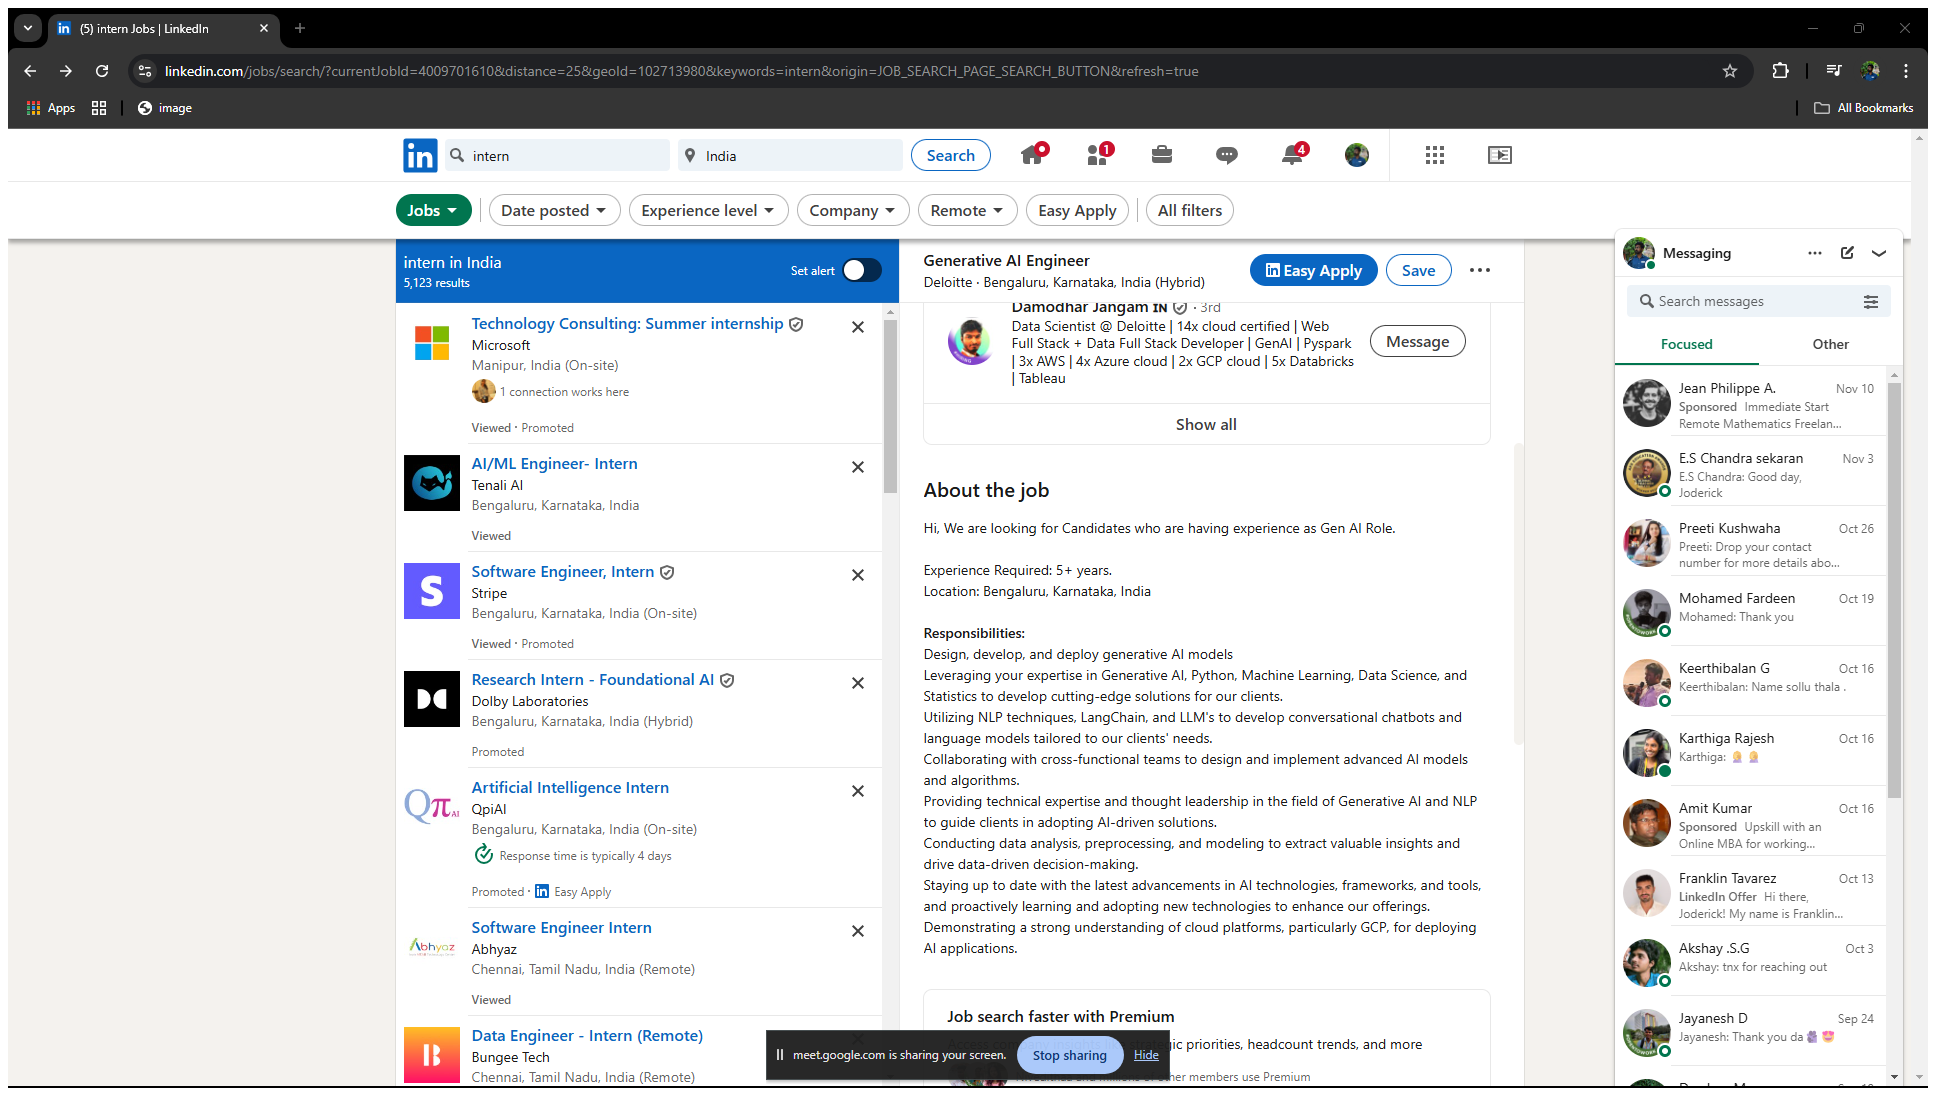 (5) intern Jobs | LinkedIn
linkedin.com/jobs/search/?currentJobId=4009701610&distance=25&geoId=102713980&keywords=intern&origin=JOB_SEARCH_PAGE_SEARCH_BUTTON&refresh=true
Apps
image
All Bookmarks
in
intern
India
Search
1
4
Jobs
Date posted
Experience level
Company
Remote
Easy Apply
All filters
intern in India
5,123 results
Set alert
Technology Consulting: Summer internship
Microsoft
Manipur, India (On-site)
1 connection works here
Viewed · Promoted
AI/ML Engineer- Intern
Tenali AI
Bengaluru, Karnataka, India
Viewed
S
Software Engineer, Intern
Stripe
Bengaluru, Karnataka, India (On-site)
Viewed · Promoted
Research Intern - Foundational AI
Dolby Laboratories
Bengaluru, Karnataka, India (Hybrid)
Promoted
QπAI
Artificial Intelligence Intern
QpiAI
Bengaluru, Karnataka, India (On-site)
Response time is typically 4 days
Promoted · in Easy Apply
Abhyaz
Software Engineer Intern
Abhyaz
Chennai, Tamil Nadu, India (Remote)
Viewed
B
Data Engineer - Intern (Remote)
Bungee Tech
Chennai, Tamil Nadu, India (Remote)
Generative AI Engineer
Deloitte · Bengaluru, Karnataka, India (Hybrid)
in Easy Apply
Save
Damodhar Jangam IN · 3rd
Data Scientist @ Deloitte | 14x cloud certified | Web
Full Stack + Data Full Stack Developer | GenAI | Pyspark
| 3x AWS | 4x Azure cloud | 2x GCP cloud | 5x Databricks
| Tableau
Message
Show all
About the job
Hi, We are looking for Candidates who are having experience as Gen AI Role.
Experience Required: 5+ years.
Location: Bengaluru, Karnataka, India
Responsibilities:
Design, develop, and deploy generative AI models
Leveraging your expertise in Generative AI, Python, Machine Learning, Data Science, and
Statistics to develop cutting-edge solutions for our clients.
Utilizing NLP techniques, LangChain, and LLM's to develop conversational chatbots and
language models tailored to our clients' needs.
Collaborating with cross-functional teams to design and implement advanced AI models
and algorithms.
Providing technical expertise and thought leadership in the field of Generative AI and NLP
to guide clients in adopting AI-driven solutions.
Conducting data analysis, preprocessing, and modeling to extract valuable insights and
drive data-driven decision-making.
Staying up to date with the latest advancements in AI technologies, frameworks, and tools,
and proactively learning and adopting new technologies to enhance our offerings.
Demonstrating a strong understanding of cloud platforms, particularly GCP, for deploying
AI applications.
Job search faster with Premium
priorities, headcount trends, and more
members use Premium
meet.google.com is sharing your screen.
Stop sharing
Hide
Messaging
Search messages
Focused
Other
Jean Philippe A. Nov 10
Sponsored Immediate Start
Remote Mathematics Freelan...
E.S Chandra sekaran Nov 3
E.S Chandra: Good day,
Joderick
Preeti Kushwaha Oct 26
Preeti: Drop your contact
number for more details abo...
Mohamed Fardeen Oct 19
Mohamed: Thank you
Keerthibalan G Oct 16
Keerthibalan: Name sollu thala .
Karthiga Rajesh Oct 16
Karthiga:
Amit Kumar Oct 16
Sponsored Upskill with an
Online MBA for working...
Franklin Tavarez Oct 13
LinkedIn Offer Hi there,
Joderick! My name is Franklin...
Akshay .S.G Oct 3
Akshay: tnx for reaching out
Jayanesh D Sep 24
Jayanesh: Thank you da